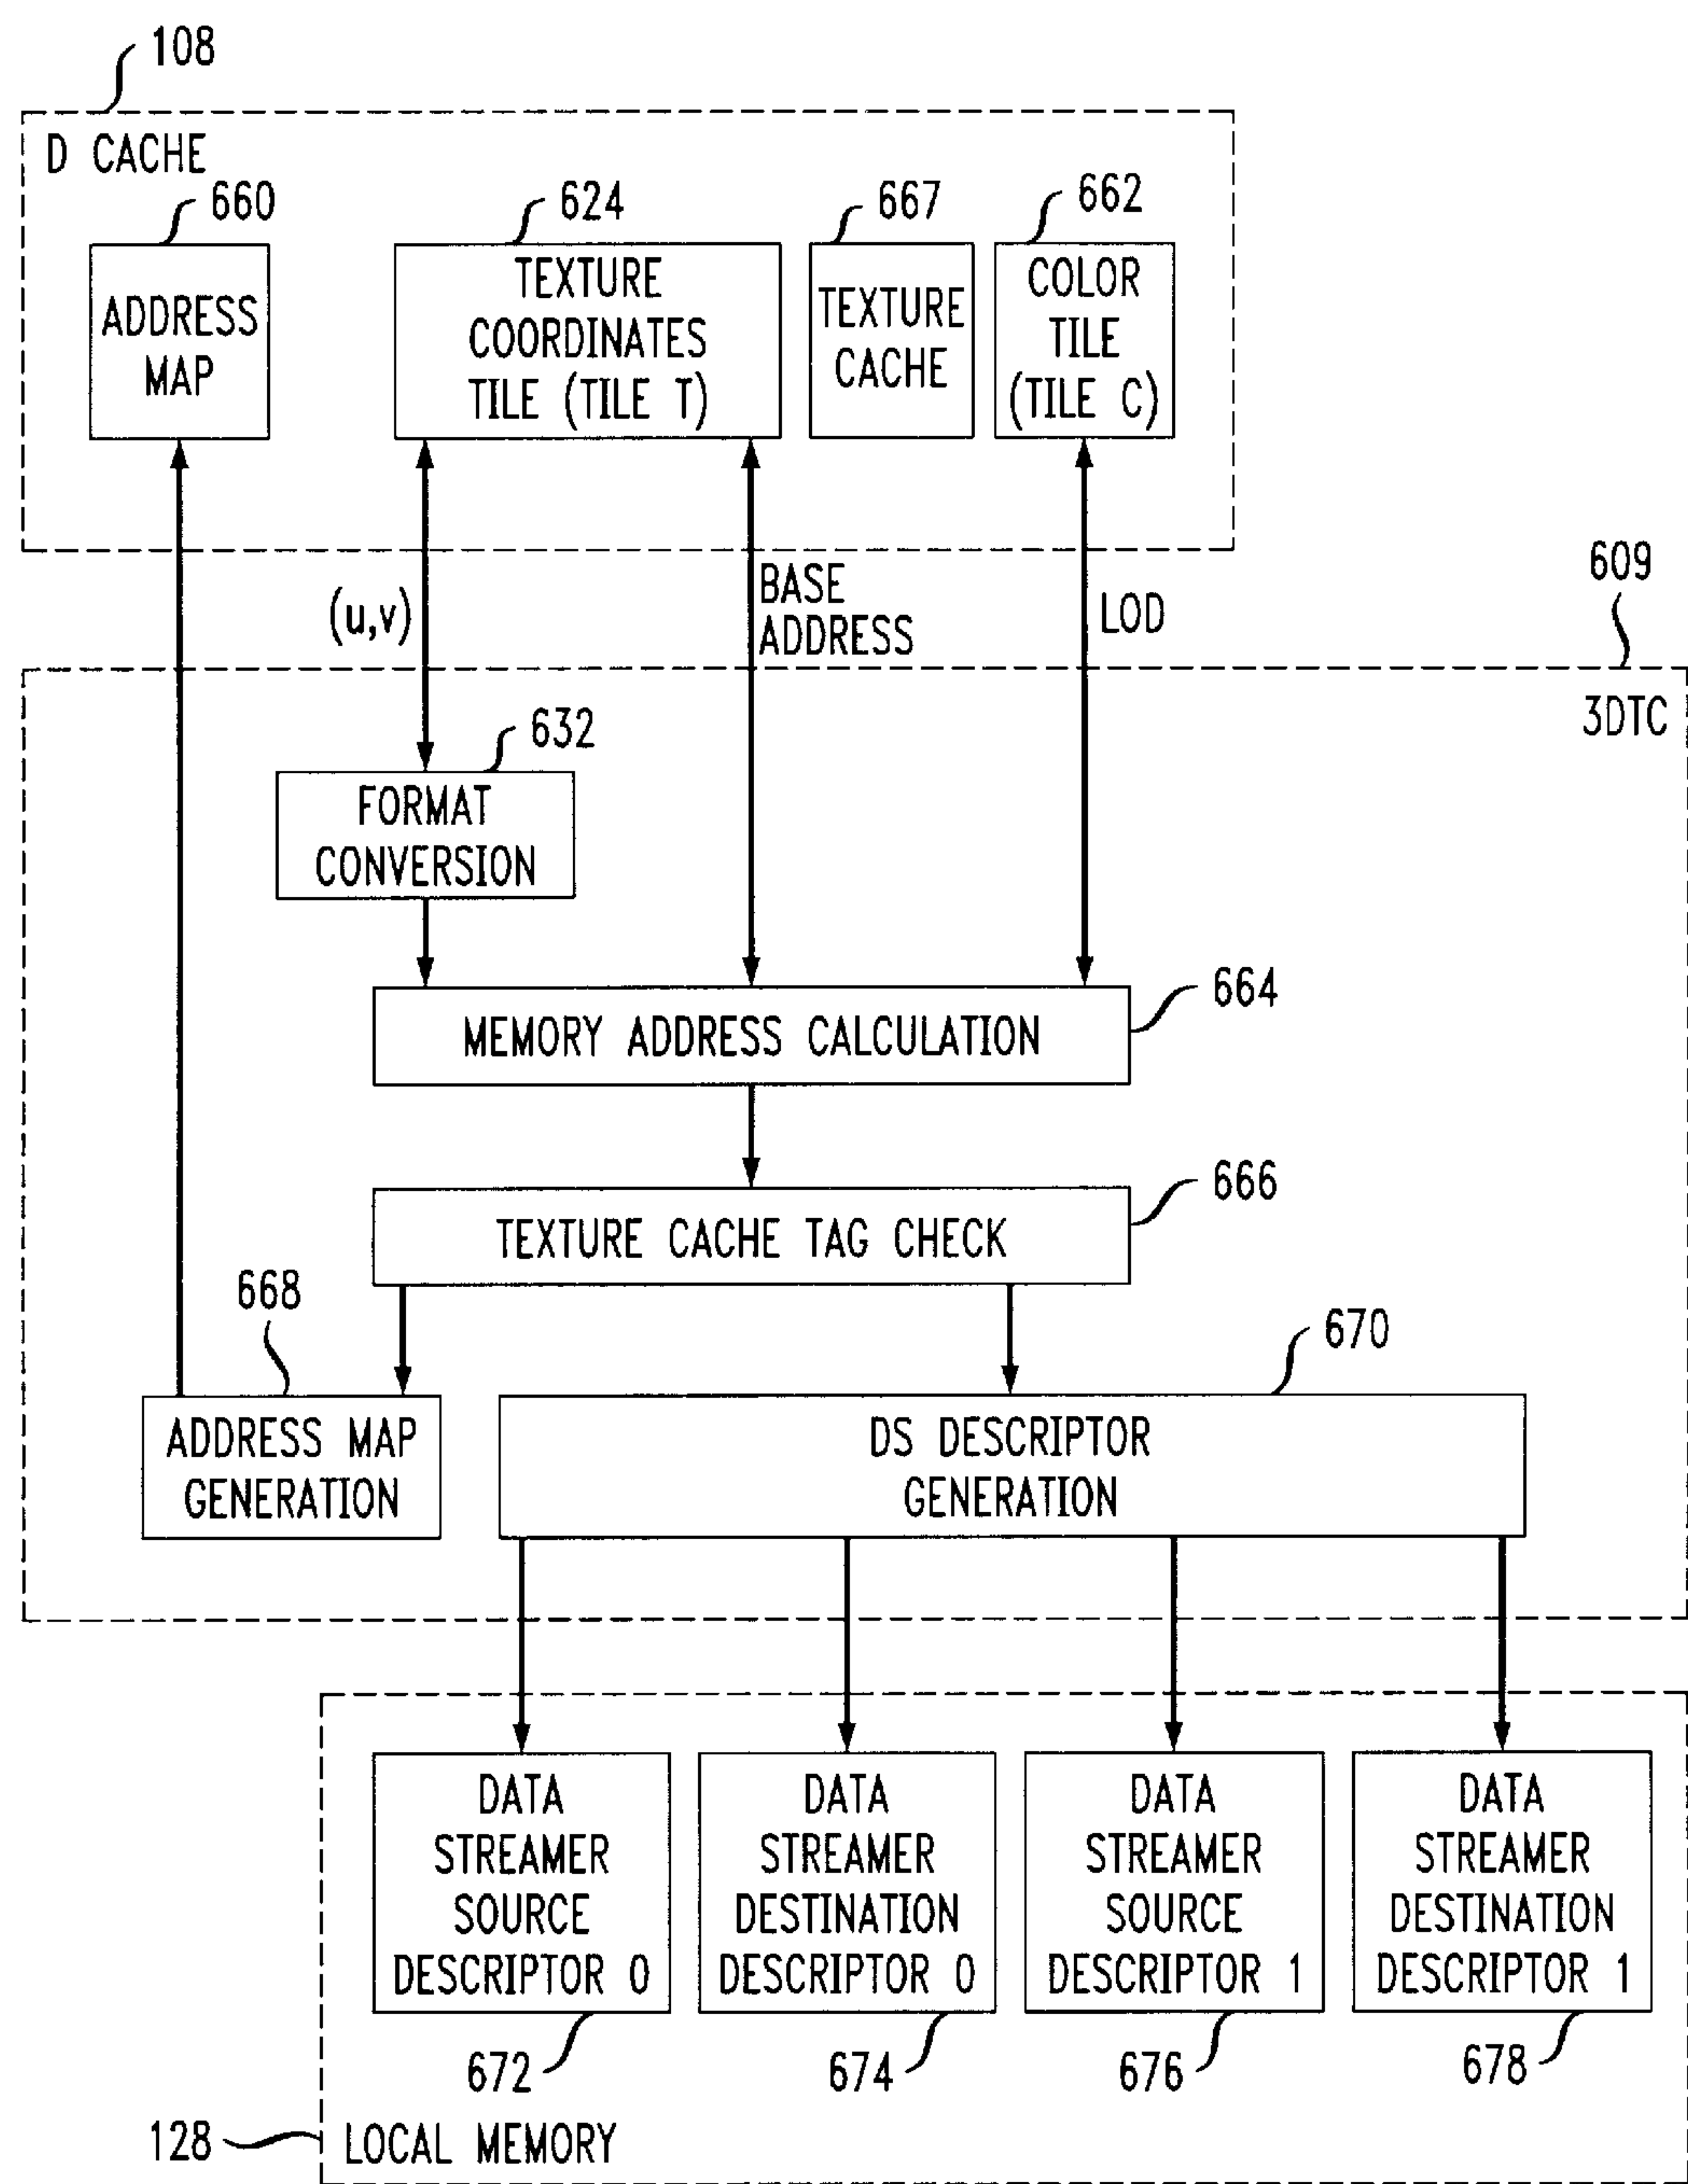 108
D CACHE
660
624
667
662
ADDRESS
MAP
TEXTURE
COORDINATES
TILE (TILE T)
TEXTURE
CACHE
COLOR
TILE
(TILE C)
(u,v)
BASE
ADDRESS
LOD
609
3DTC
632
FORMAT
CONVERSION
664
MEMORY ADDRESS CALCULATION
666
TEXTURE CACHE TAG CHECK
668
670
ADDRESS MAP
GENERATION
DS DESCRIPTOR
GENERATION
DATA
STREAMER
SOURCE
DESCRIPTOR 0
DATA
STREAMER
DESTINATION
DESCRIPTOR 0
DATA
STREAMER
SOURCE
DESCRIPTOR 1
DATA
STREAMER
DESTINATION
DESCRIPTOR 1
672
674
676
678
128
LOCAL MEMORY